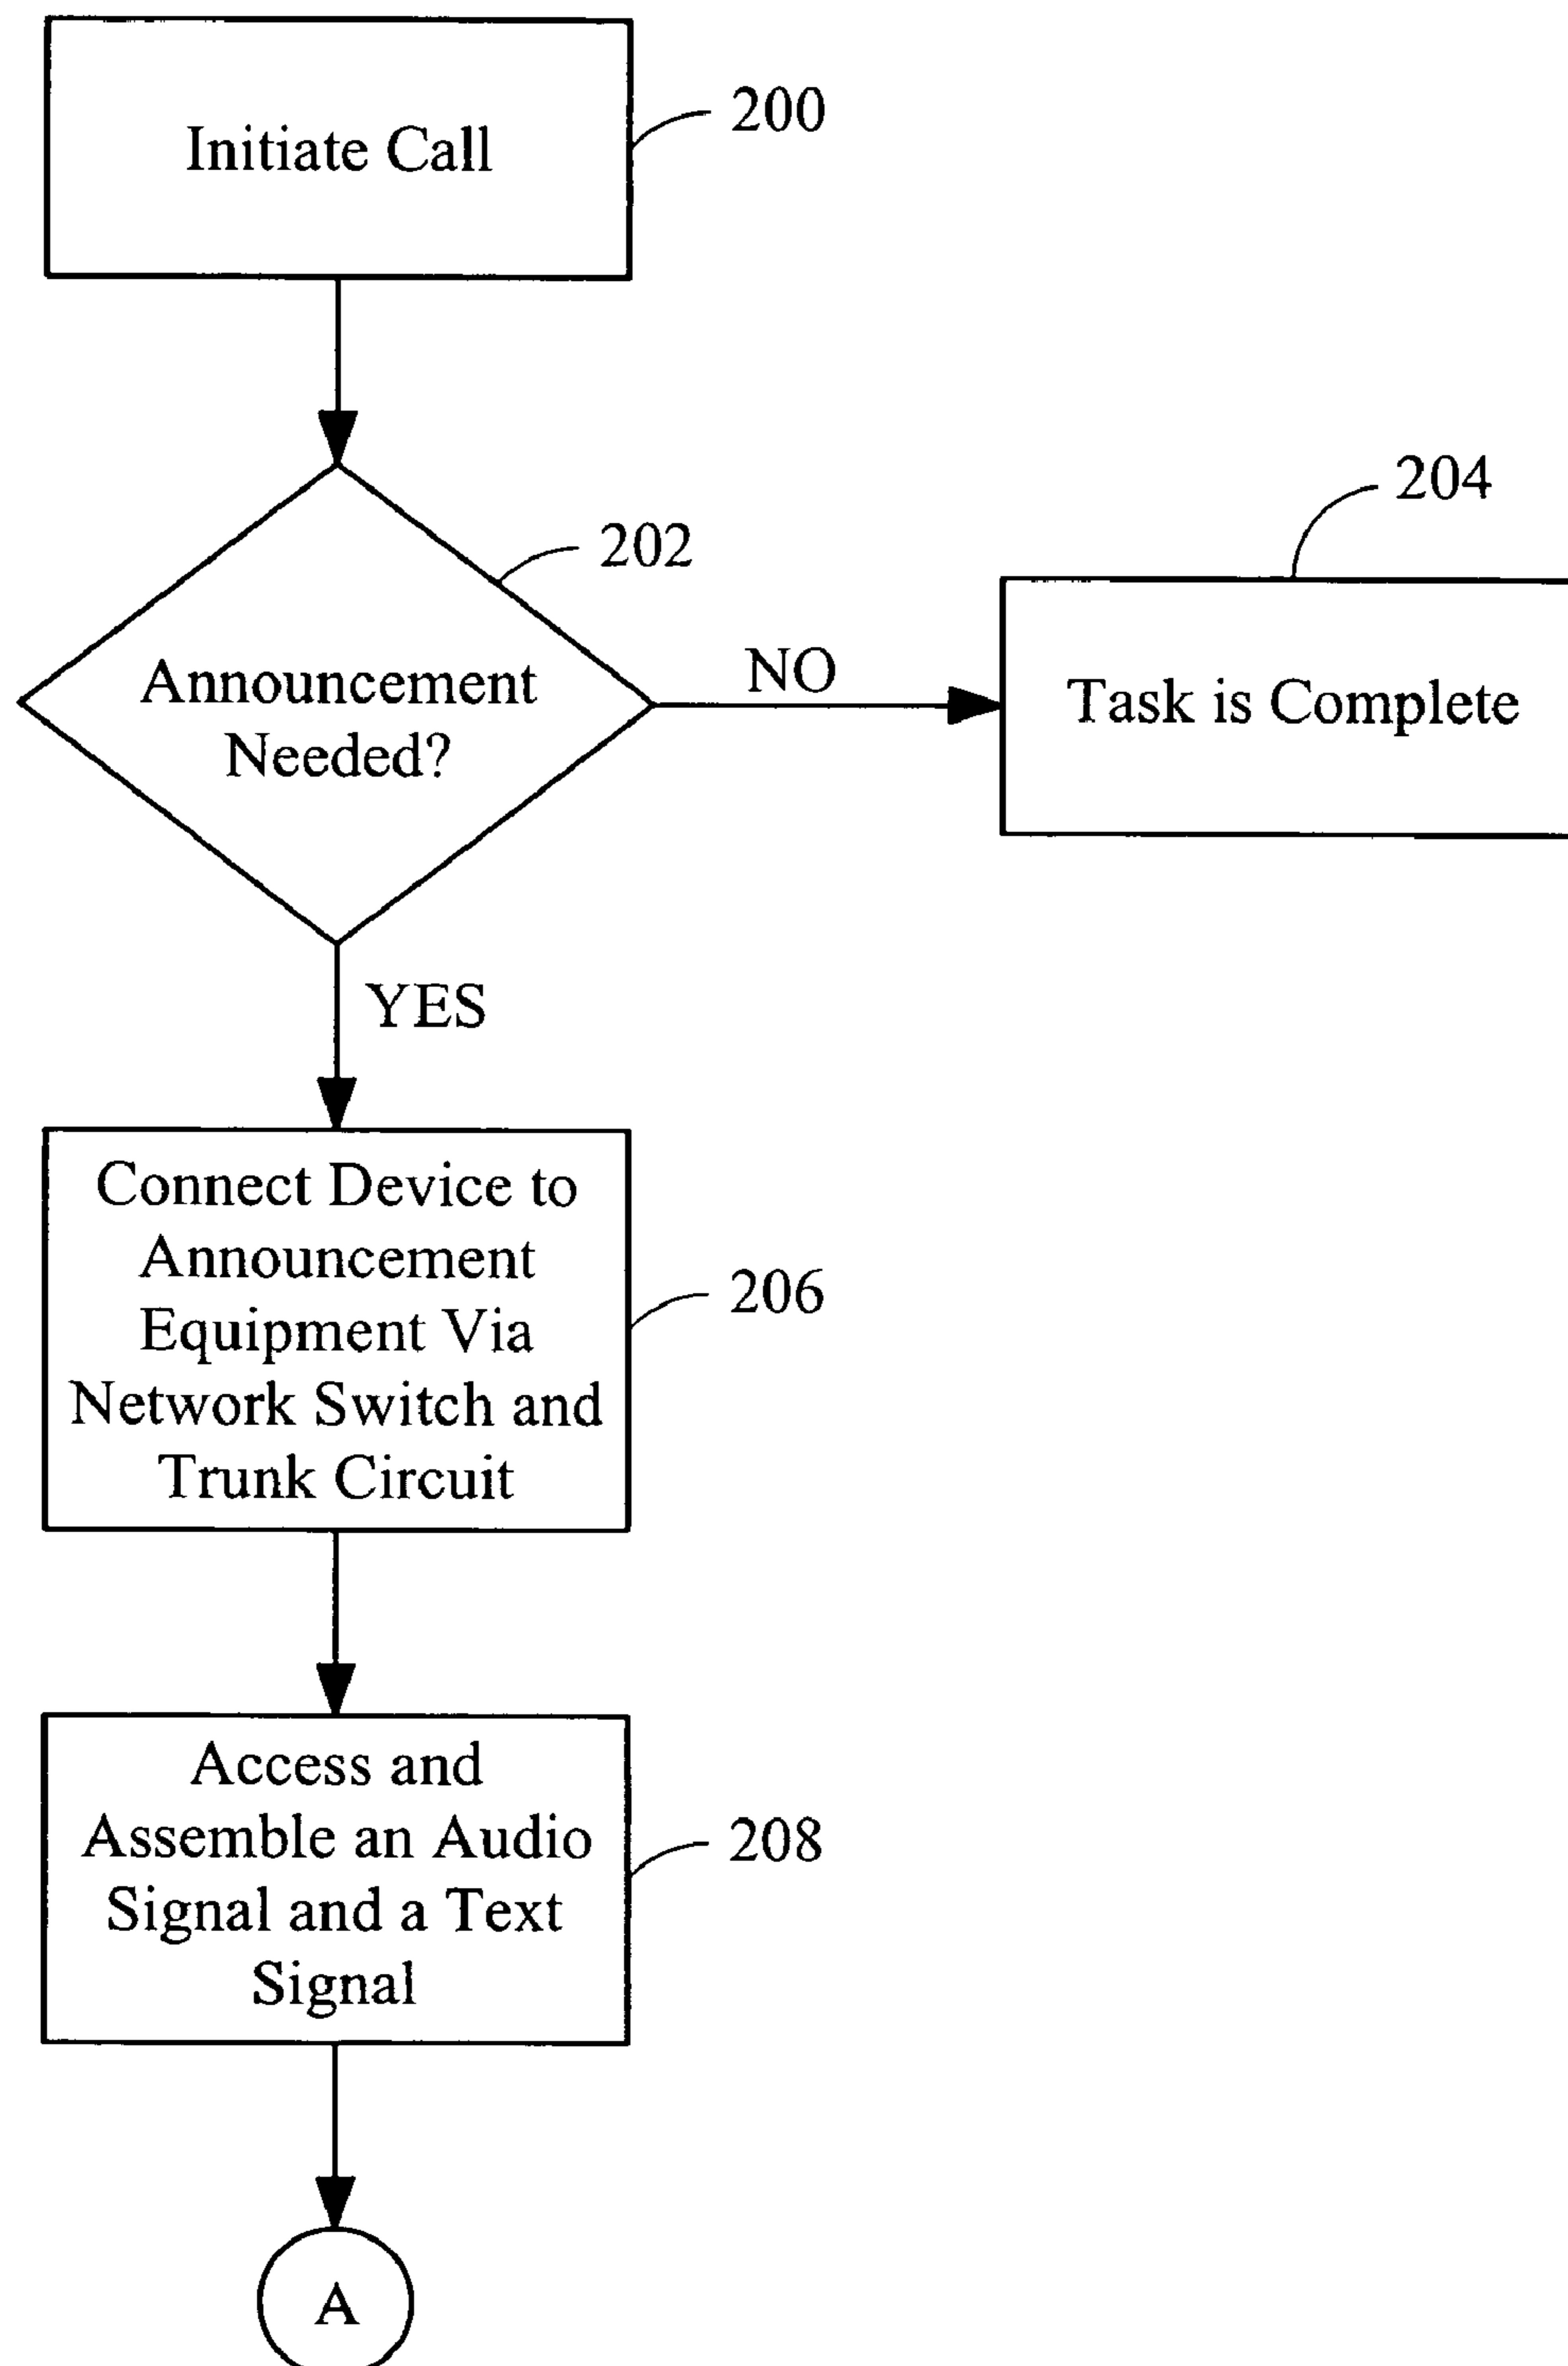 Initiate Call
200
202
204
Announcement
Needed?
NO
Task is Complete
YES
Connect Device to
Announcement
Equipment Via
Network Switch and
Trunk Circuit
206
Access and
Assemble an Audio
Signal and a Text
Signal
208
A